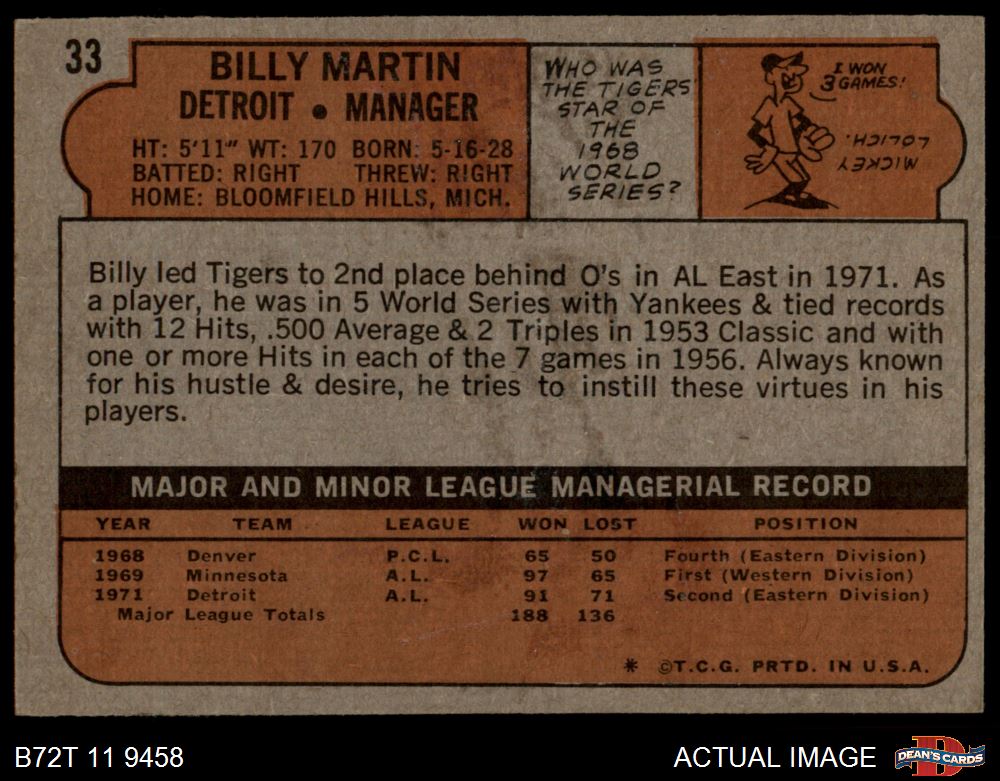 33
BILLY MARTIN
DETROIT • MANAGER
HT: 5'11" WT: 170 BORN: 5-16-28
BATTED: RIGHT THREW: RIGHT
HOME: BLOOMFIELD HILLS, MICH.
WHO WAS
THE TIGERS
STAR OF
THE
1968
WORLD
SERIES?
I WON
3 GAMES!
MICKEY
LOLICH.
Billy led Tigers to 2nd place behind O's in AL East in 1971. As
a player, he was in 5 World Series with Yankees & tied records
with 12 Hits, .500 Average & 2 Triples in 1953 Classic and with
one or more Hits in each of the 7 games in 1956. Always known
for his hustle & desire, he tries to instill these virtues in his
players.
MAJOR AND MINOR LEAGUE MANAGERIAL RECORD
YEAR TEAM LEAGUE WON LOST POSITION
1968 Denver P.C.L. 65 50 Fourth (Eastern Division)
1969 Minnesota A.L. 97 65 First (Western Division)
1971 Detroit A.L. 91 71 Second (Eastern Division)
Major League Totals 188 136
* ©T.C.G. PRTD. IN U.S.A.
B72T 11 9458
ACTUAL IMAGE
D
DEAN'S CARDS